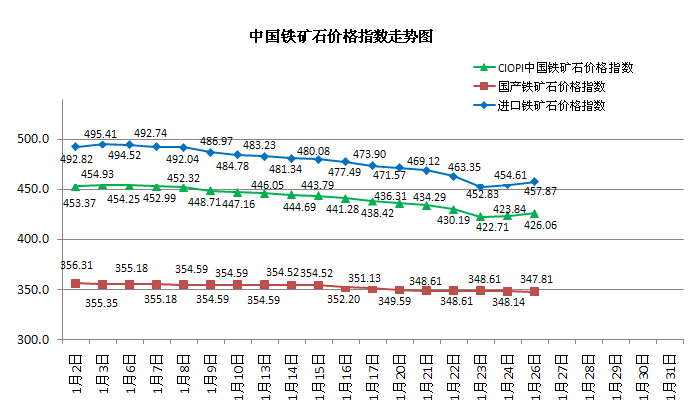 中国铁矿石价格指数走势图
CIOPI中国铁矿石价格指数
国产铁矿石价格指数
进口铁矿石价格指数
500.0
450.0
400.0
350.0
300.0
492.82 495.41 494.52 492.74 492.04 486.97 484.78 483.23 481.34 480.08 477.49 473.90 471.57 469.12 463.35 452.83 454.61 457.87
453.37 454.93 454.25 452.99 452.32 448.71 447.16 446.05 444.69 443.79 441.28 438.42 436.31 434.29 430.19 422.71 423.84 426.06
356.31 355.35 355.18 355.18 354.59 354.59 354.59 354.59 354.52 354.52 352.20 351.13 349.59 348.61 348.61 348.61 348.14 347.81
1月2日 1月3日 1月6日 1月7日 1月8日 1月9日 1月10日 1月13日 1月14日 1月15日 1月16日 1月19日 1月20日 1月21日 1月22日 1月23日 1月25日 1月26日 1月27日 1月28日 1月29日 1月30日 1月31日